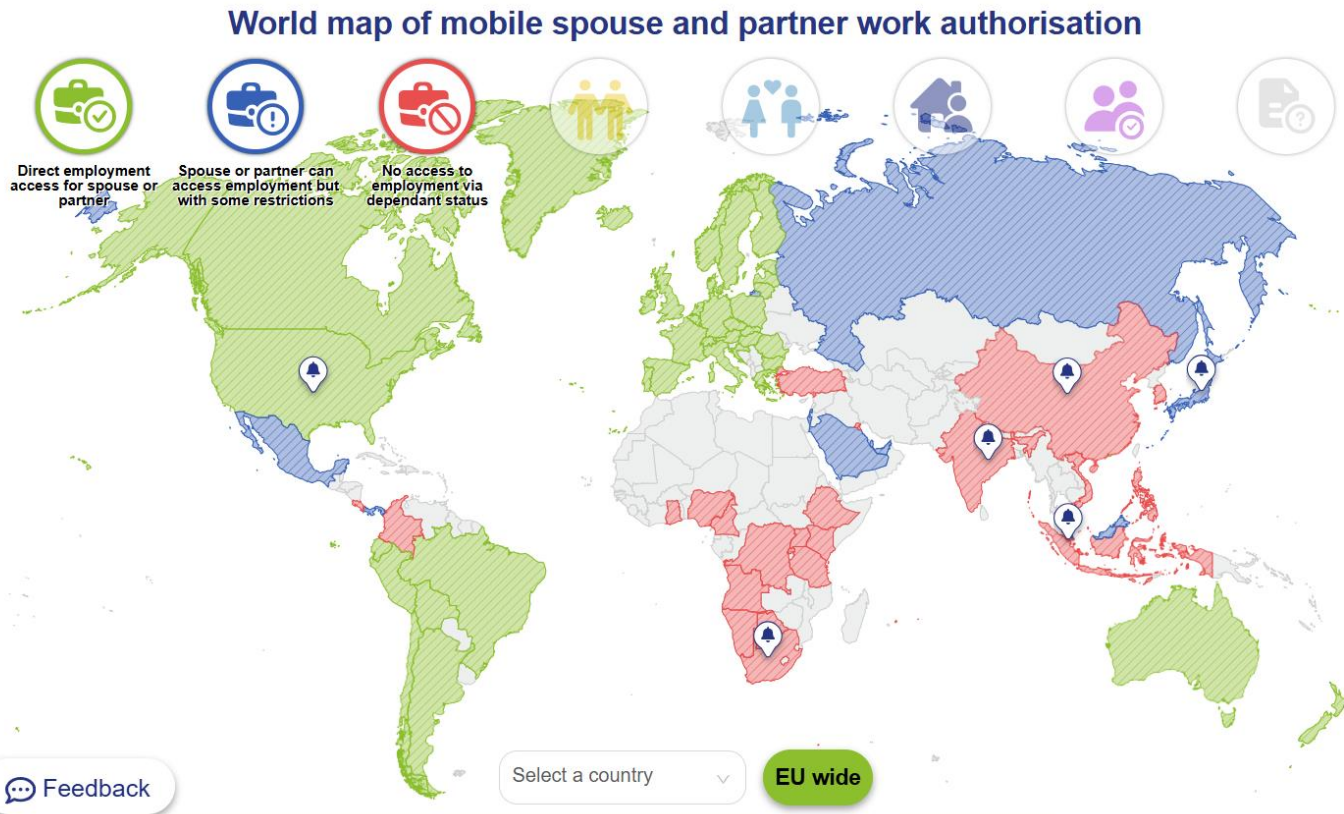 World map of mobile spouse and partner work authorisation
Direct employment
access for spouse or
partner
Spouse or partner can
access employment but
with some restrictions
No access to
employment via
dependant status
Feedback
Select a country
EU wide